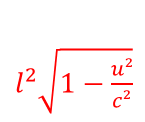 l²√(1 − u²/c²)